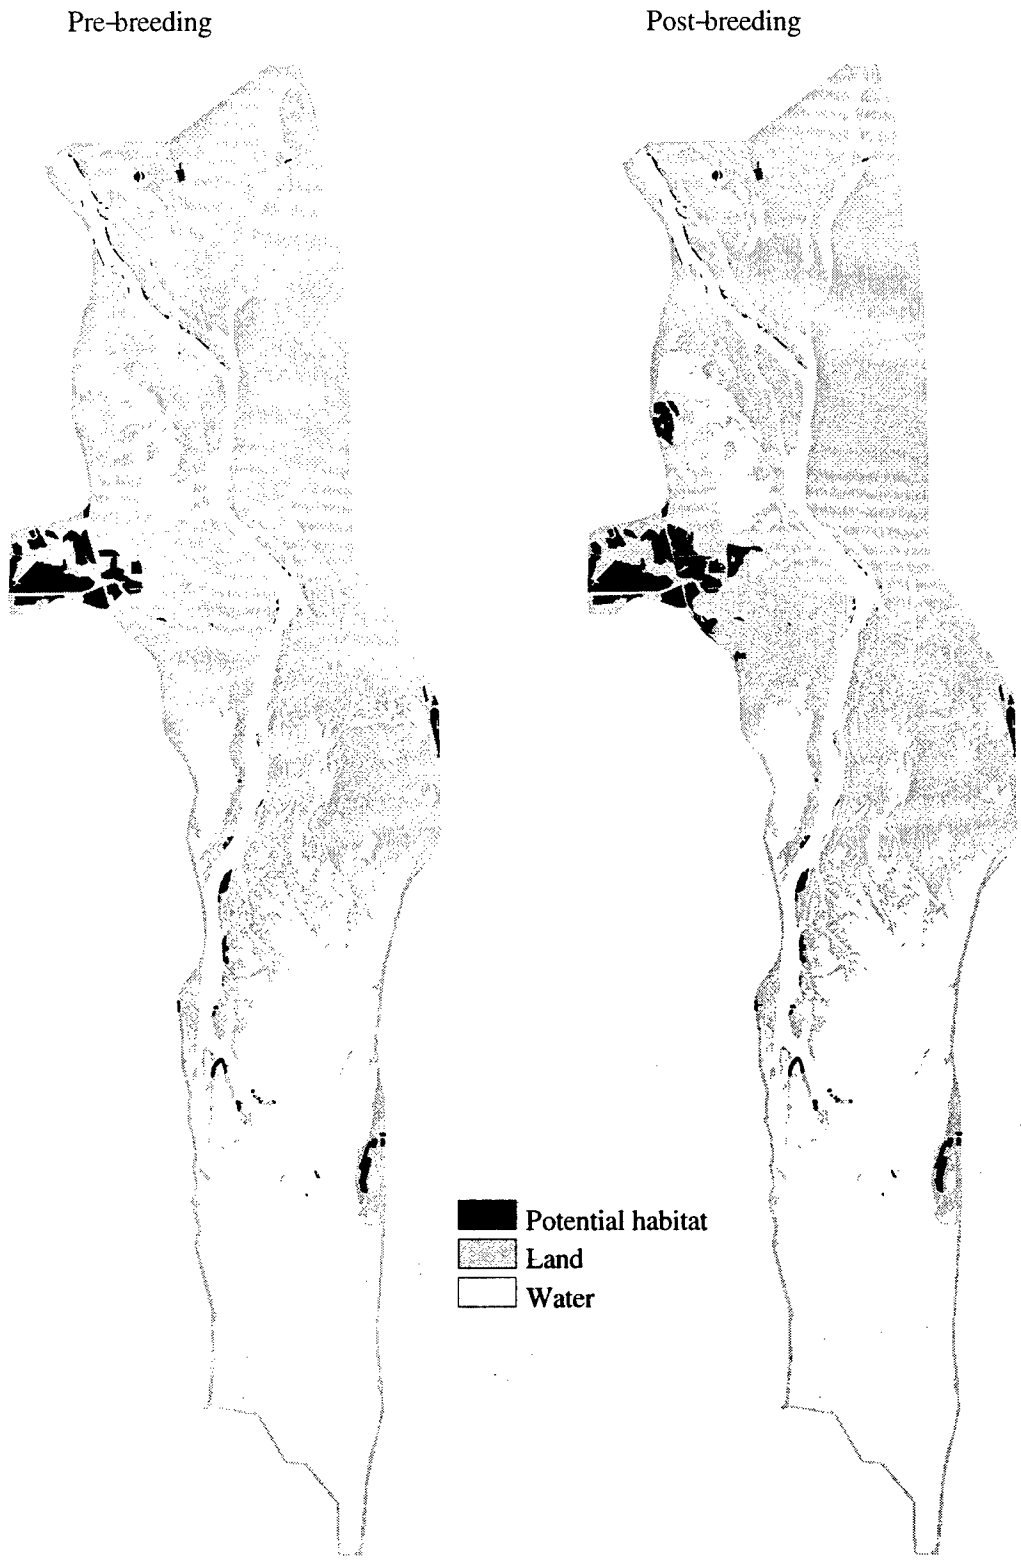 Pre-breeding
Post-breeding
Potential habitat
Land
Water